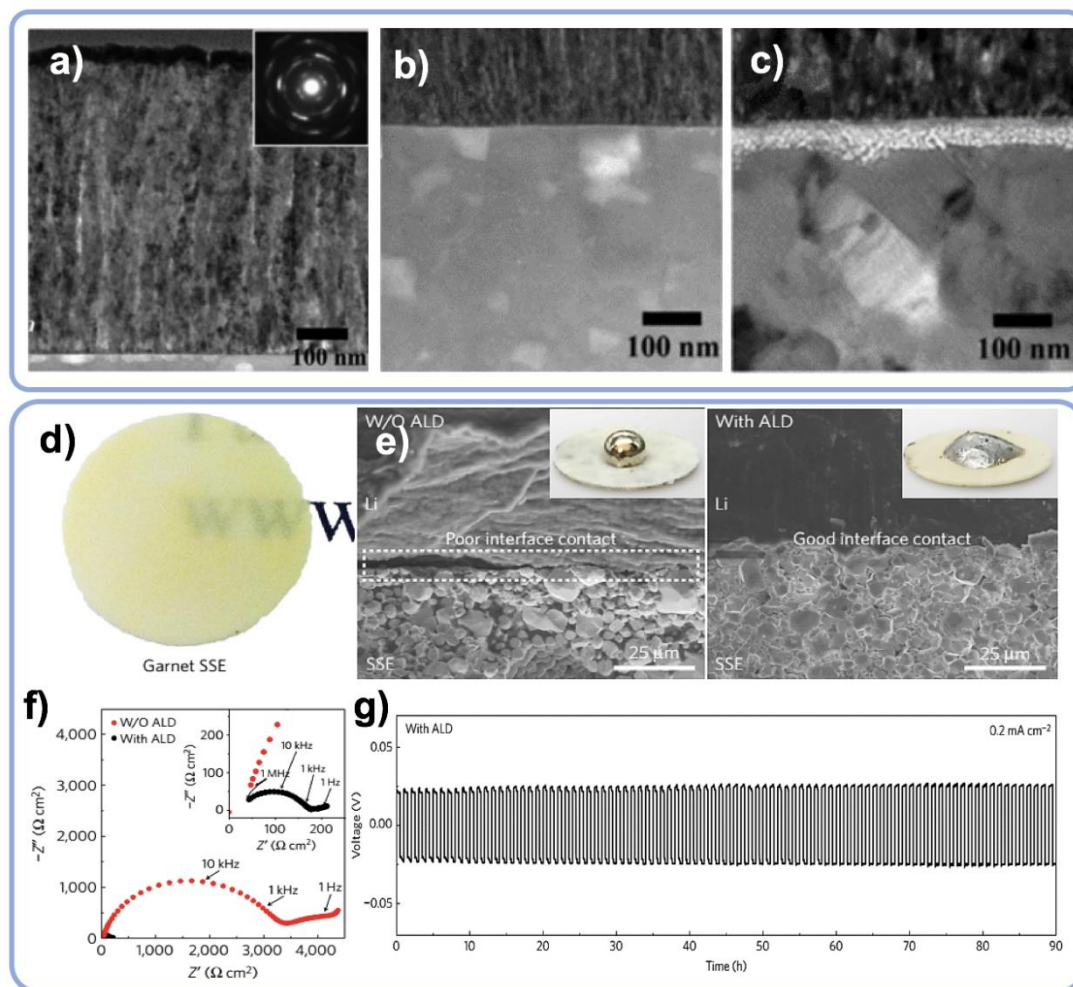 a)
100 nm
b)
100 nm
c)
100 nm
d)
WWW
Garnet SSE
e)
W/O ALD
Li
Poor interface contact
SSE
25 μm
With ALD
Li
Good interface contact
SSE
25 μm
f)
W/O ALD
With ALD
4,000
3,000
2,000
1,000
0
-Z″ (Ω cm²)
0
1,000
2,000
3,000
4,000
Z′ (Ω cm²)
10 kHz
1 kHz
1 Hz
200
150
100
50
0
-Z″ (Ω cm²)
0
100
200
Z′ (Ω cm²)
1 MHz
10 kHz
1 kHz
1 Hz
g)
With ALD
0.2 mA cm⁻²
0.05
0.00
−0.05
Voltage (V)
0
10
20
30
40
50
60
70
80
90
Time (h)